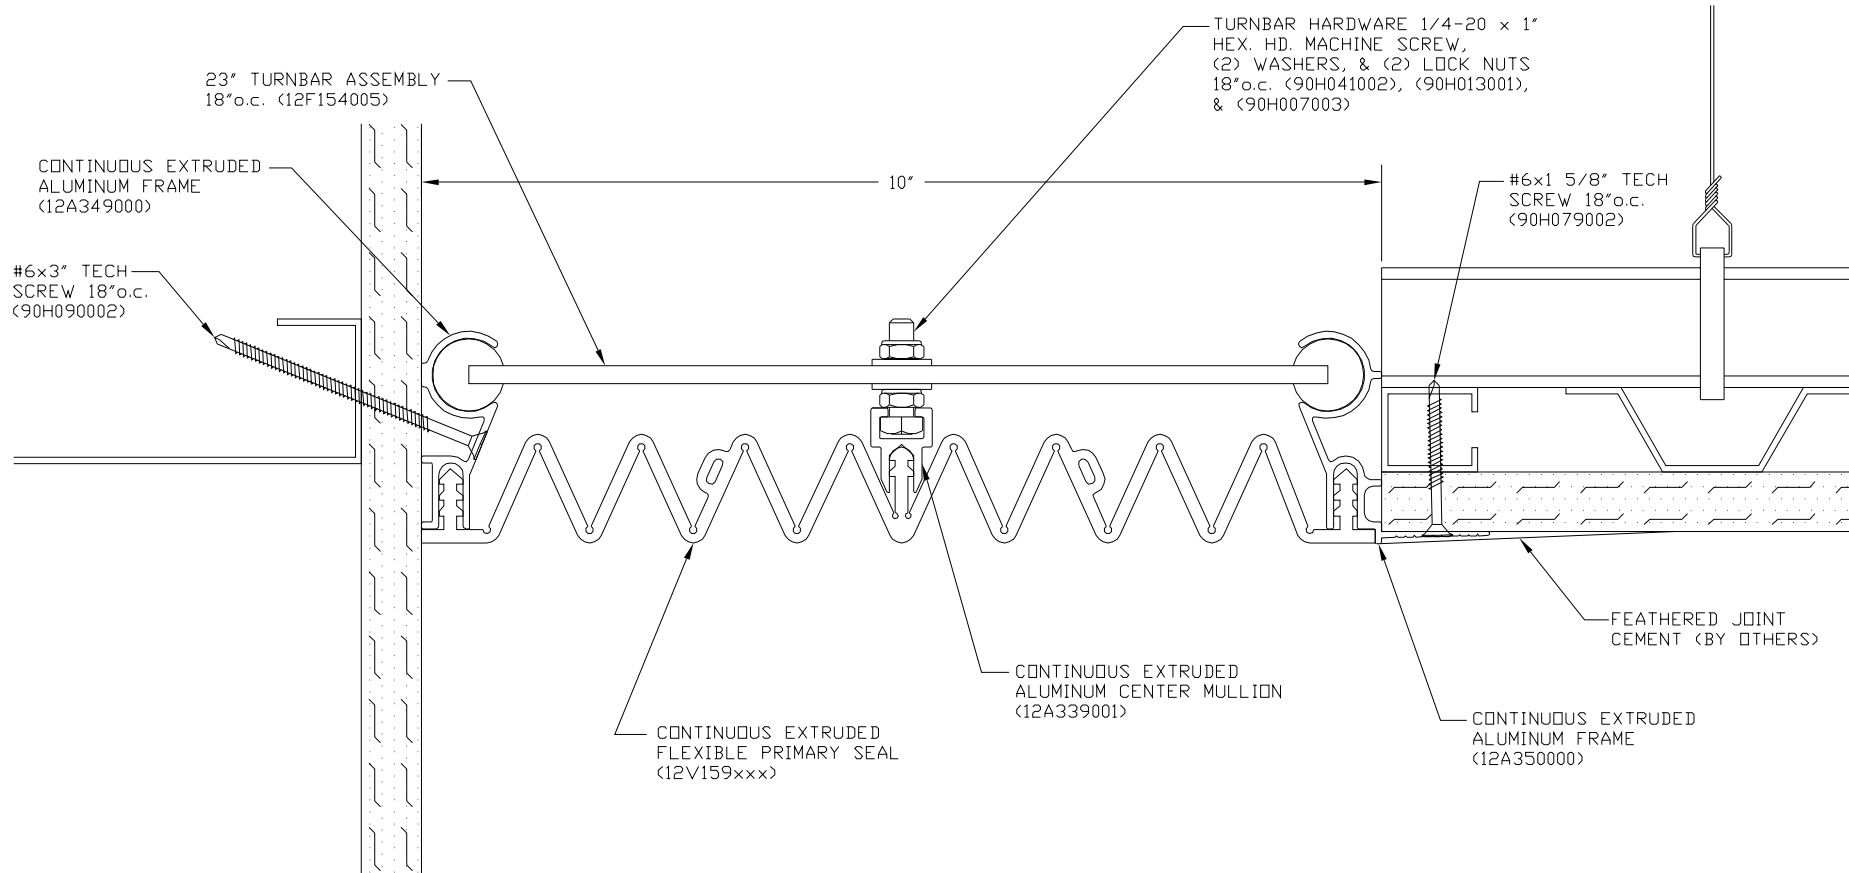 TURNBAR HARDWARE 1/4-20 x 1"
HEX. HD. MACHINE SCREW,
(2) WASHERS, & (2) LOCK NUTS
18"o.c. (90H041002), (90H013001),
& (90H007003)
23" TURNBAR ASSEMBLY
18"o.c. (12F154005)
CONTINUOUS EXTRUDED
ALUMINUM FRAME
(12A349000)
10"
#6x1 5/8" TECH
SCREW 18"o.c.
(90H079002)
#6x3" TECH
SCREW 18"o.c.
(90H090002)
FEATHERED JOINT
CEMENT (BY OTHERS)
CONTINUOUS EXTRUDED
ALUMINUM CENTER MULLION
(12A339001)
CONTINUOUS EXTRUDED
ALUMINUM FRAME
(12A350000)
CONTINUOUS EXTRUDED
FLEXIBLE PRIMARY SEAL
(12V159xxx)